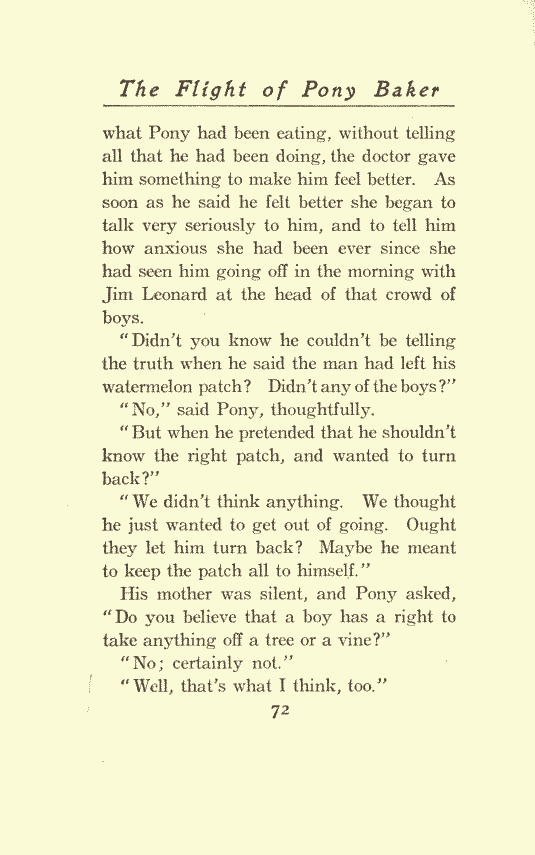 The Flight of Pony Baker
what Pony had been eating, without telling
all that he had been doing, the doctor gave
him something to make him feel better. As
soon as he said he felt better she began to
talk very seriously to him, and to tell him
how anxious she had been ever since she
had seen him going off in the morning with
Jim Leonard at the head of that crowd of
boys.
"Didn't you know he couldn't be telling
the truth when he said the man had left his
watermelon patch? Didn't any of the boys?"
"No," said Pony, thoughtfully.
"But when he pretended that he shouldn't
know the right patch, and wanted to turn
back?"
"We didn't think anything. We thought
he just wanted to get out of going. Ought
they let him turn back? Maybe he meant
to keep the patch all to himself."
His mother was silent, and Pony asked,
"Do you believe that a boy has a right to
take anything off a tree or a vine?"
"No; certainly not."
"Well, that's what I think, too."
72